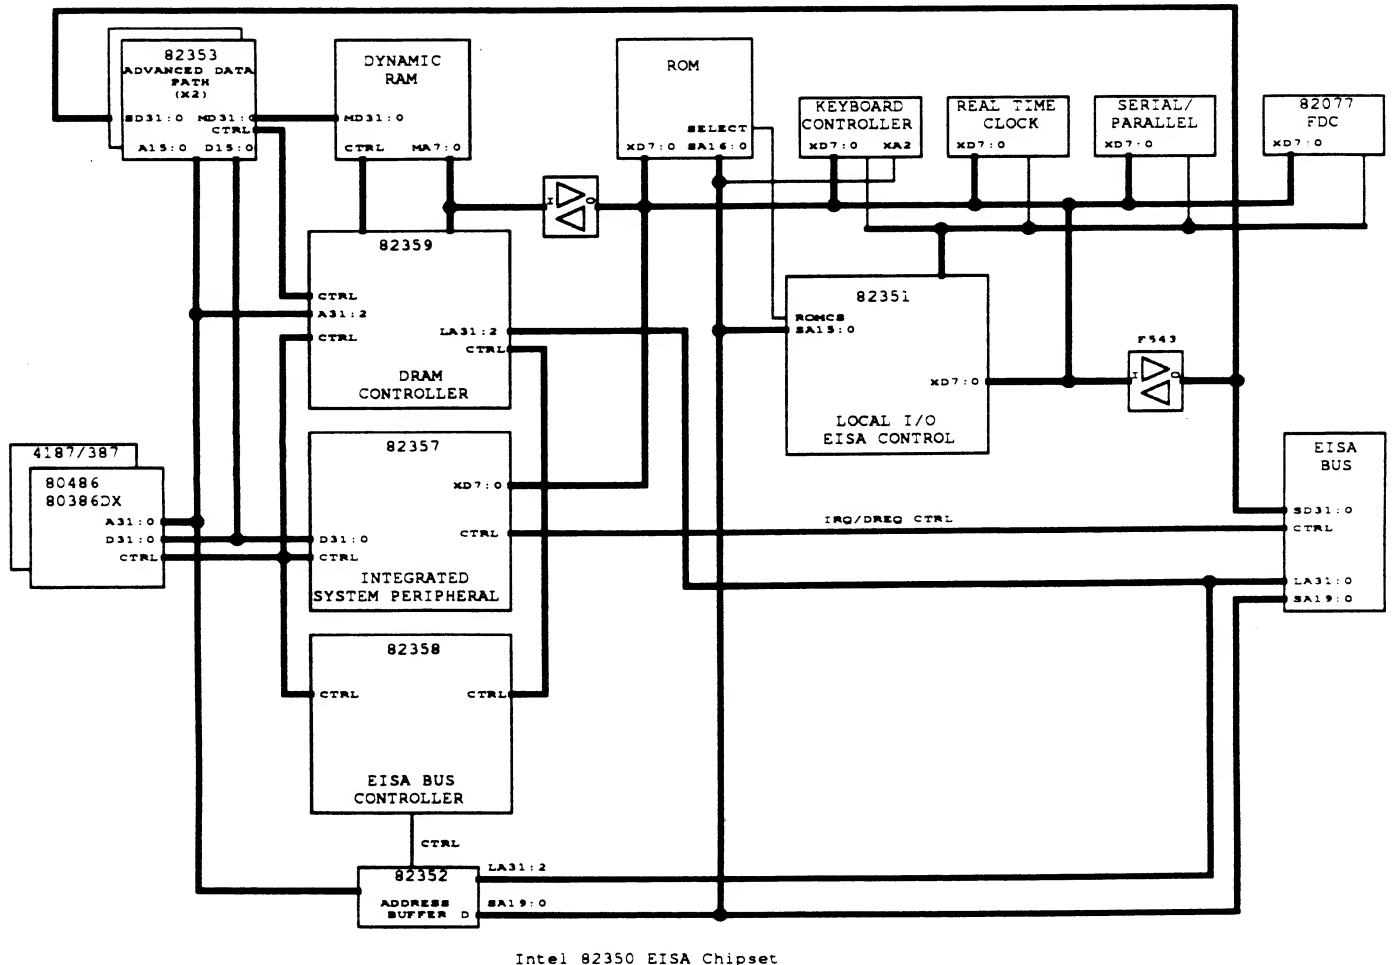 82353
ADVANCED DATA
PATH
(X2)
SD31:0 MD31:0
CTRL
A15:0 D15:0
DYNAMIC
RAM
MD31:0
CTRL MA7:0
ROM
SELECT
XD7:0 SA16:0
KEYBOARD
CONTROLLER
XD7:0 XA2
REAL TIME
CLOCK
XD7:0
SERIAL/
PARALLEL
XD7:0
82077
FDC
XD7:0
I O
82359
CTRL
A31:2
CTRL
LA31:2
CTRL
DRAM
CONTROLLER
82351
ROMCS
SA15:0
XD7:0
LOCAL I/O
EISA CONTROL
F543
I O
4187/387
80486
80386DX
A31:0
D31:0
CTRL
82357
XD7:0
CTRL
D31:0
CTRL
INTEGRATED
SYSTEM PERIPHERAL
IRQ/DREQ CTRL
EISA
BUS
SD31:0
CTRL
LA31:0
SA19:0
82358
CTRL CTRL
EISA BUS
CONTROLLER
CTRL
82352
ADDRESS
BUFFER D
LA31:2
SA19:0
Intel 82350 EISA Chipset